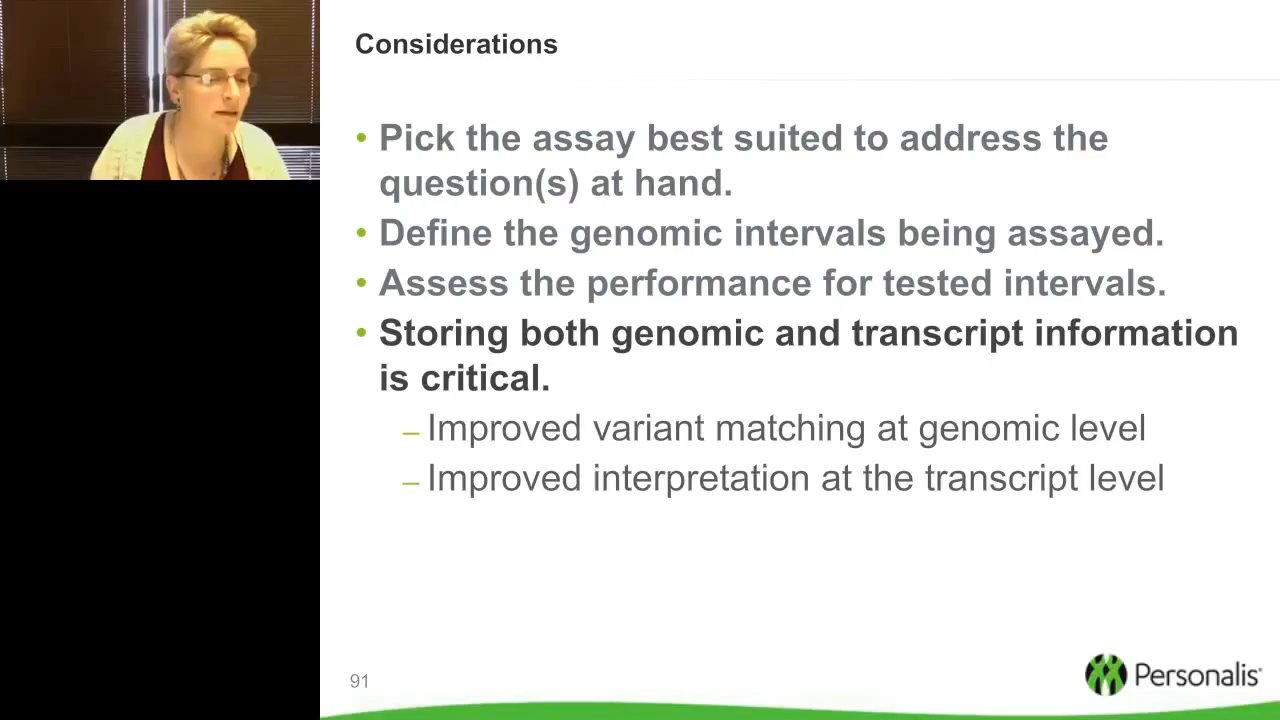 Considerations
• Pick the assay best suited to address the
question(s) at hand.
• Define the genomic intervals being assayed.
• Assess the performance for tested intervals.
• Storing both genomic and transcript information
is critical.
– Improved variant matching at genomic level
– Improved interpretation at the transcript level
91
Personalis